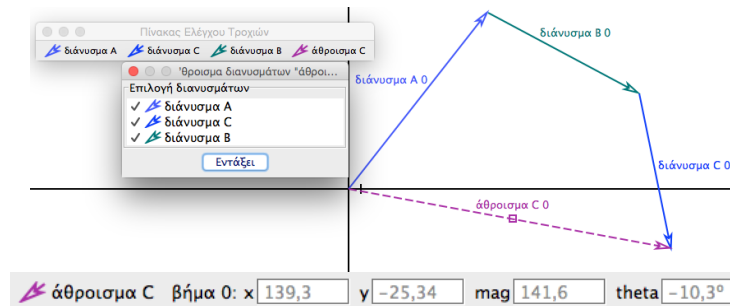 Πίνακας Ελέγχου Τροχιών
διάνυσμα A διάνυσμα C διάνυσμα B άθροισμα C
'θροισμα διανυσμάτων "άθροι...
Επιλογή διανυσμάτων
διάνυσμα A
διάνυσμα C
διάνυσμα B
Εντάξει
διάνυσμα B 0
διάνυσμα A 0
διάνυσμα C 0
άθροισμα C 0
άθροισμα C βήμα 0: x 139,3 y −25,34 mag 141,6 theta −10,3º